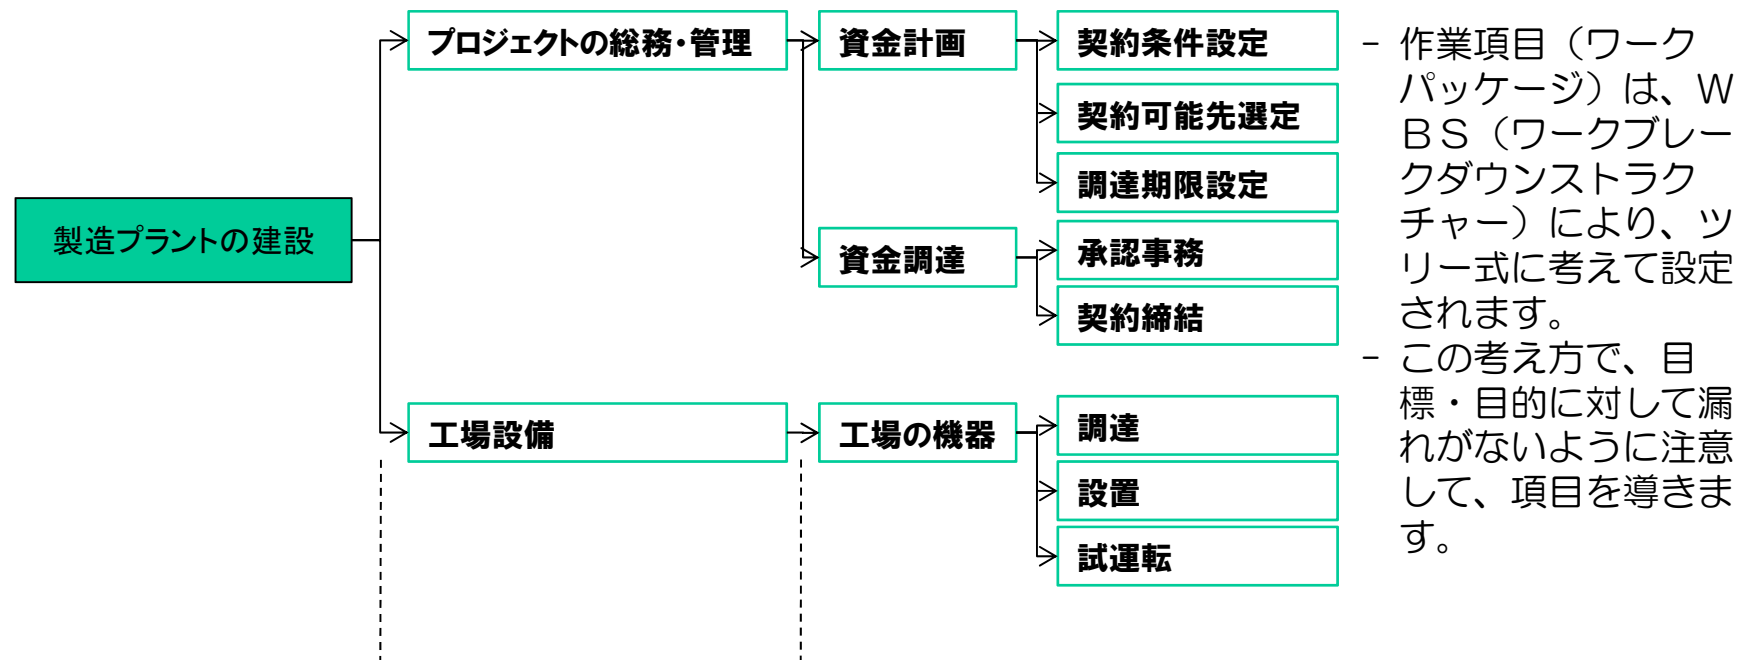 製造プラントの建設
プロジェクトの総務・管理
資金計画
契約条件設定
契約可能先選定
調達期限設定
資金調達
承認事務
契約締結
工場設備
工場の機器
調達
設置
試運転
- 作業項目（ワーク
パッケージ）は、Ｗ
ＢＳ（ワークブレー
クダウンストラク
チャー）により、ツ
リー式に考えて設定
されます。
- この考え方で、目
標・目的に対して漏
れがないように注意
して、項目を導きま
す。